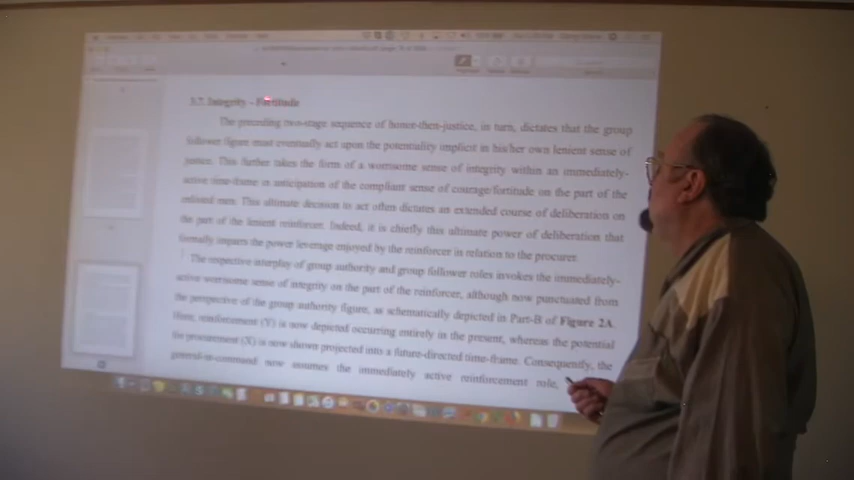 3.7. Integrity - Fortitude
The preceding two-stage sequence of honor-then-justice, in turn, dictates that the group
follower figure must eventually act upon the potentiality implicit in his/her own lenient sense of
justice. This further takes the form of a worrisome sense of integrity within an immediately-
active time-frame in anticipation of the compliant sense of courage/fortitude on the part of the
enlisted men. This ultimate decision to act often dictates an extended course of deliberation on
the part of the lenient reinforcer. Indeed, it is chiefly this ultimate power of deliberation that
formally imparts the power leverage enjoyed by the reinforcer in relation to the procurer.
The respective interplay of group authority and group follower roles invokes the immediately-
active worrisome sense of integrity on the part of the reinforcer, although now punctuated from
the perspective of the group authority figure, as schematically depicted in Part-B of Figure 2A.
Here, reinforcement (Y) is now depicted occurring entirely in the present, whereas the potential
for procurement (X) is now shown projected into a future-directed time-frame. Consequently, the
general-in-command now assumes the immediately active reinforcement role,